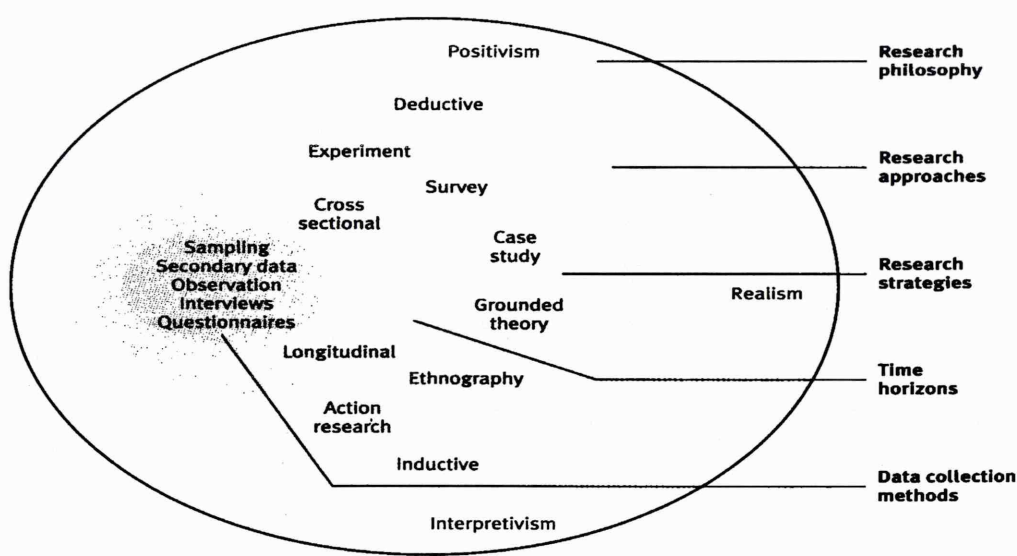 Positivism
Research
philosophy
Deductive
Experiment
Research
approaches
Survey
Cross
sectional
Case
study
Sampling
Secondary data
Observation
Interviews
Questionnaires
Research
strategies
Realism
Grounded
theory
Longitudinal
Ethnography
Time
horizons
Action
research
Inductive
Data collection
methods
Interpretivism